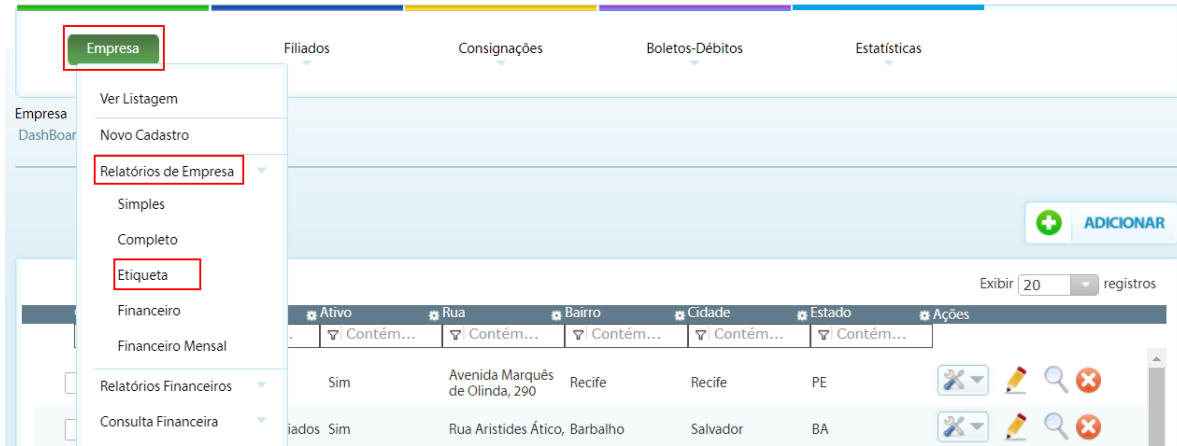 Empresa Filiados Consignações Boletos-Débitos Estatísticas
Ver Listagem
Empresa
DashBoar Novo Cadastro
Relatórios de Empresa
Simples
ADICIONAR
Completo
Etiqueta
Exibir 20 registros
Financeiro
Ativo Rua Bairro Cidade Estado Ações
... Contém... Contém... Contém... Contém... Contém...
Financeiro Mensal
Relatórios Financeiros Sim Avenida Marquês de Olinda, 290 Recife Recife PE
Consulta Financeira
iados Sim Rua Aristides Ático, Barbalho Salvador BA